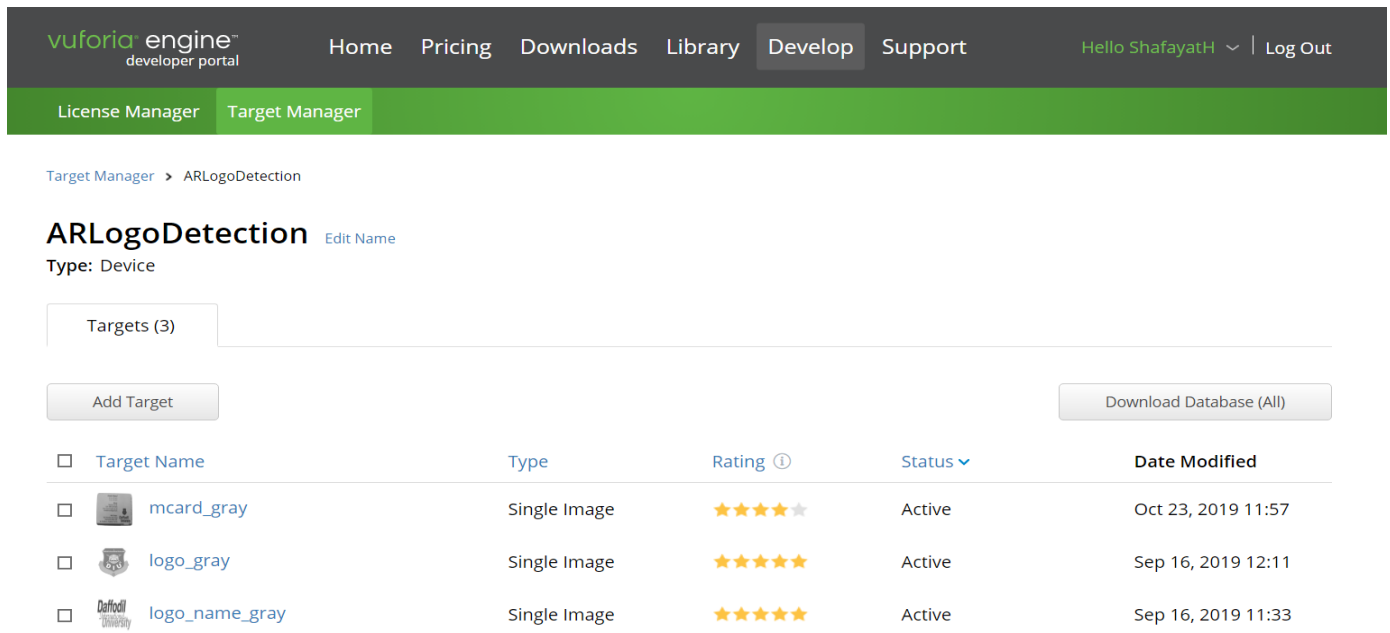 vuforia® engine™
developer portal
Home Pricing Downloads Library Develop Support Hello ShafayatH Log Out
License Manager Target Manager
Target Manager > ARLogoDetection
ARLogoDetection Edit Name
Type: Device
Targets (3)
Add Target Download Database (All)
Target Name Type Rating Status Date Modified
mcard_gray Single Image Active Oct 23, 2019 11:57
logo_gray Single Image Active Sep 16, 2019 12:11
Daffodil
University
logo_name_gray Single Image Active Sep 16, 2019 11:33